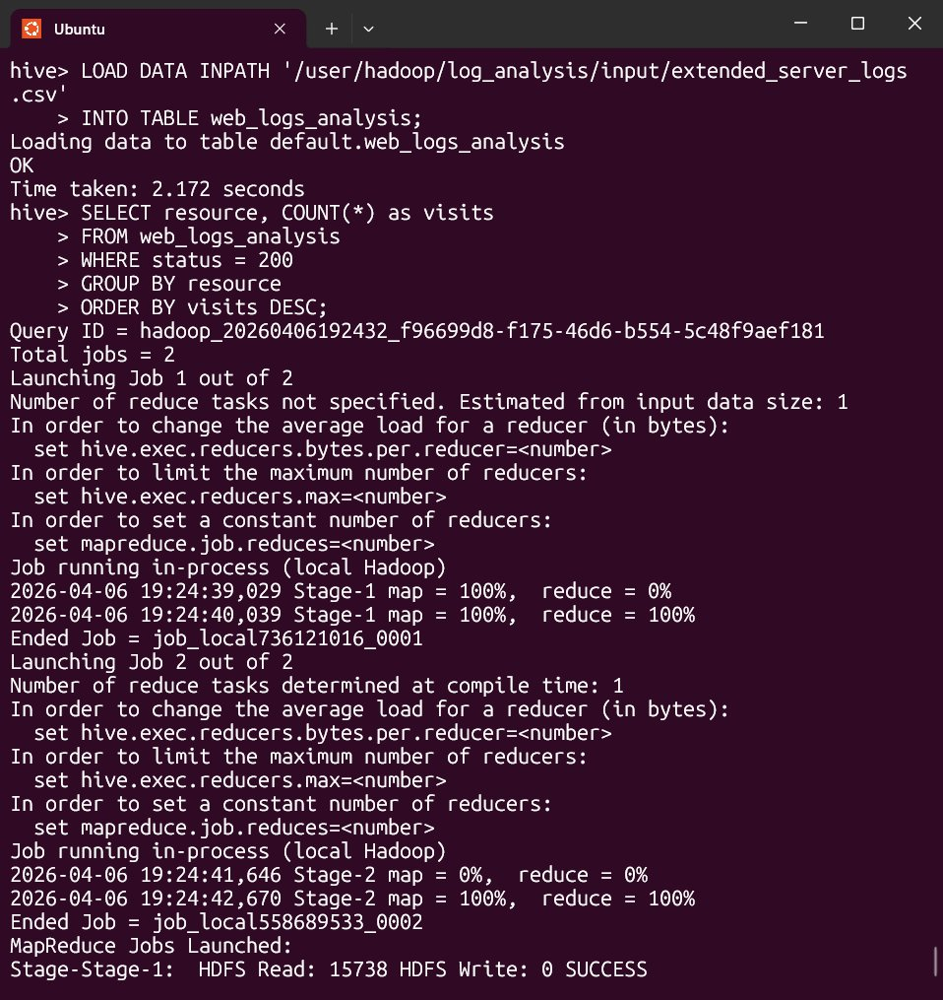 Ubuntu
hive> LOAD DATA INPATH '/user/hadoop/log_analysis/input/extended_server_logs
.csv'
    > INTO TABLE web_logs_analysis;
Loading data to table default.web_logs_analysis
OK
Time taken: 2.172 seconds
hive> SELECT resource, COUNT(*) as visits
    > FROM web_logs_analysis
    > WHERE status = 200
    > GROUP BY resource
    > ORDER BY visits DESC;
Query ID = hadoop_20260406192432_f96699d8-f175-46d6-b554-5c48f9aef181
Total jobs = 2
Launching Job 1 out of 2
Number of reduce tasks not specified. Estimated from input data size: 1
In order to change the average load for a reducer (in bytes):
  set hive.exec.reducers.bytes.per.reducer=<number>
In order to limit the maximum number of reducers:
  set hive.exec.reducers.max=<number>
In order to set a constant number of reducers:
  set mapreduce.job.reduces=<number>
Job running in-process (local Hadoop)
2026-04-06 19:24:39,029 Stage-1 map = 100%,  reduce = 0%
2026-04-06 19:24:40,039 Stage-1 map = 100%,  reduce = 100%
Ended Job = job_local736121016_0001
Launching Job 2 out of 2
Number of reduce tasks determined at compile time: 1
In order to change the average load for a reducer (in bytes):
  set hive.exec.reducers.bytes.per.reducer=<number>
In order to limit the maximum number of reducers:
  set hive.exec.reducers.max=<number>
In order to set a constant number of reducers:
  set mapreduce.job.reduces=<number>
Job running in-process (local Hadoop)
2026-04-06 19:24:41,646 Stage-2 map = 0%,  reduce = 0%
2026-04-06 19:24:42,670 Stage-2 map = 100%,  reduce = 100%
Ended Job = job_local558689533_0002
MapReduce Jobs Launched:
Stage-Stage-1:  HDFS Read: 15738 HDFS Write: 0 SUCCESS